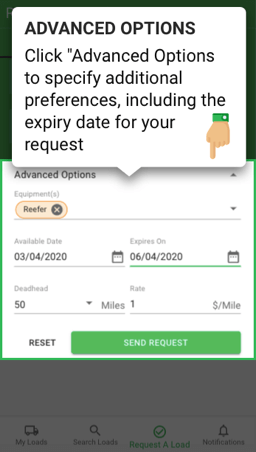 R
ADVANCED OPTIONS
Click "Advanced Options
to specify additional
preferences, including the
expiry date for your
request
Advanced Options
Equipment(s)
Reefer
Available Date Expires On
03/04/2020 06/04/2020
Deadhead Rate
50 Miles 1 $/Mile
RESET SEND REQUEST
My Loads Search Loads Request A Load Notifications